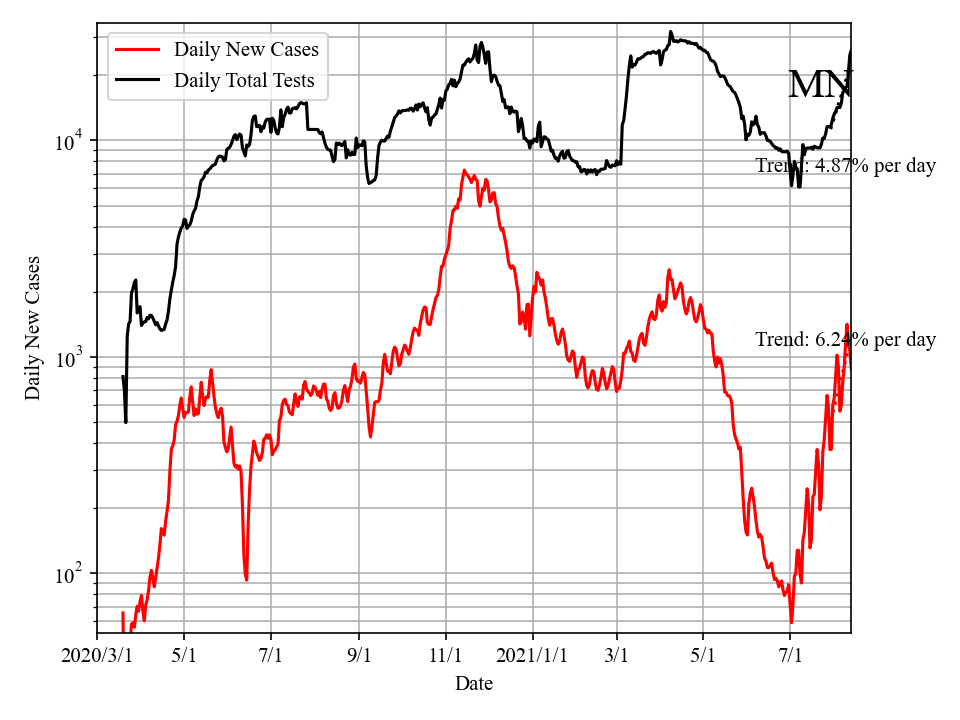 Daily New Cases
Daily Total Tests
MN
Trend: 4.87% per day
Trend: 6.24% per day
Daily New Cases
10^4
10^3
10^2
2020/3/1 5/1 7/1 9/1 11/1 2021/1/1 3/1 5/1 7/1
Date